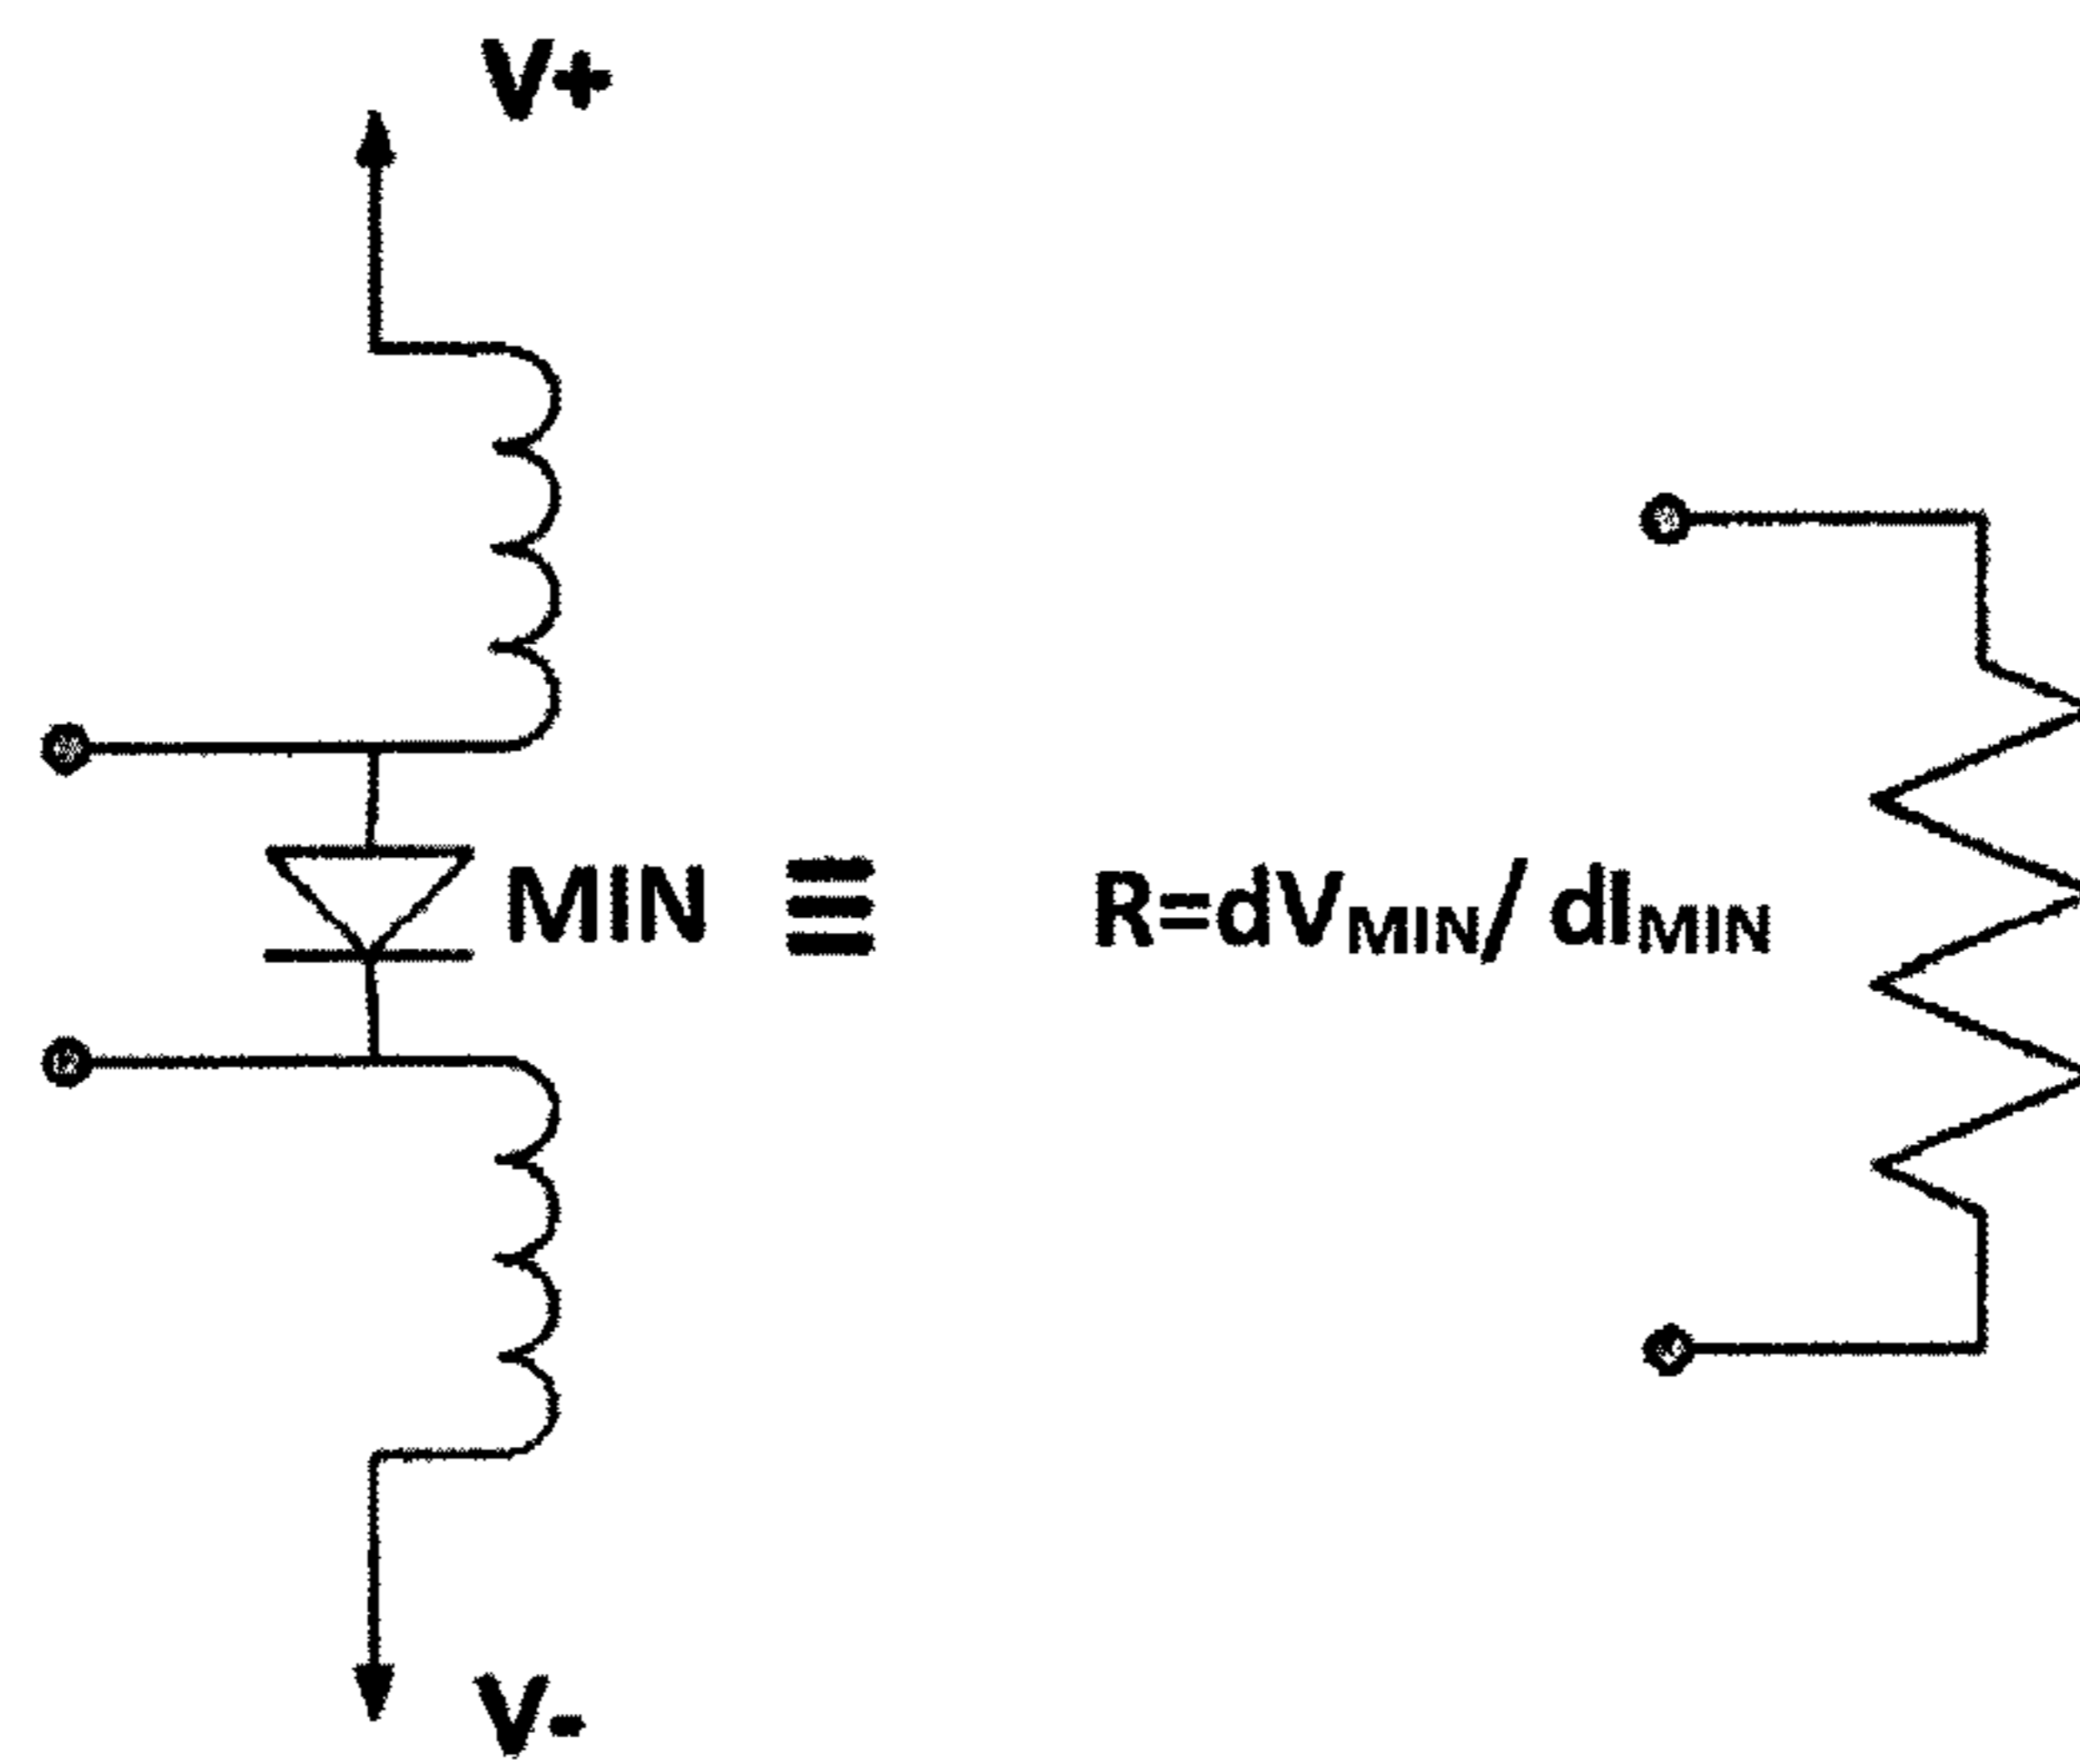 V+
MIN ≡ R=dVMIN/ dIMIN
V-